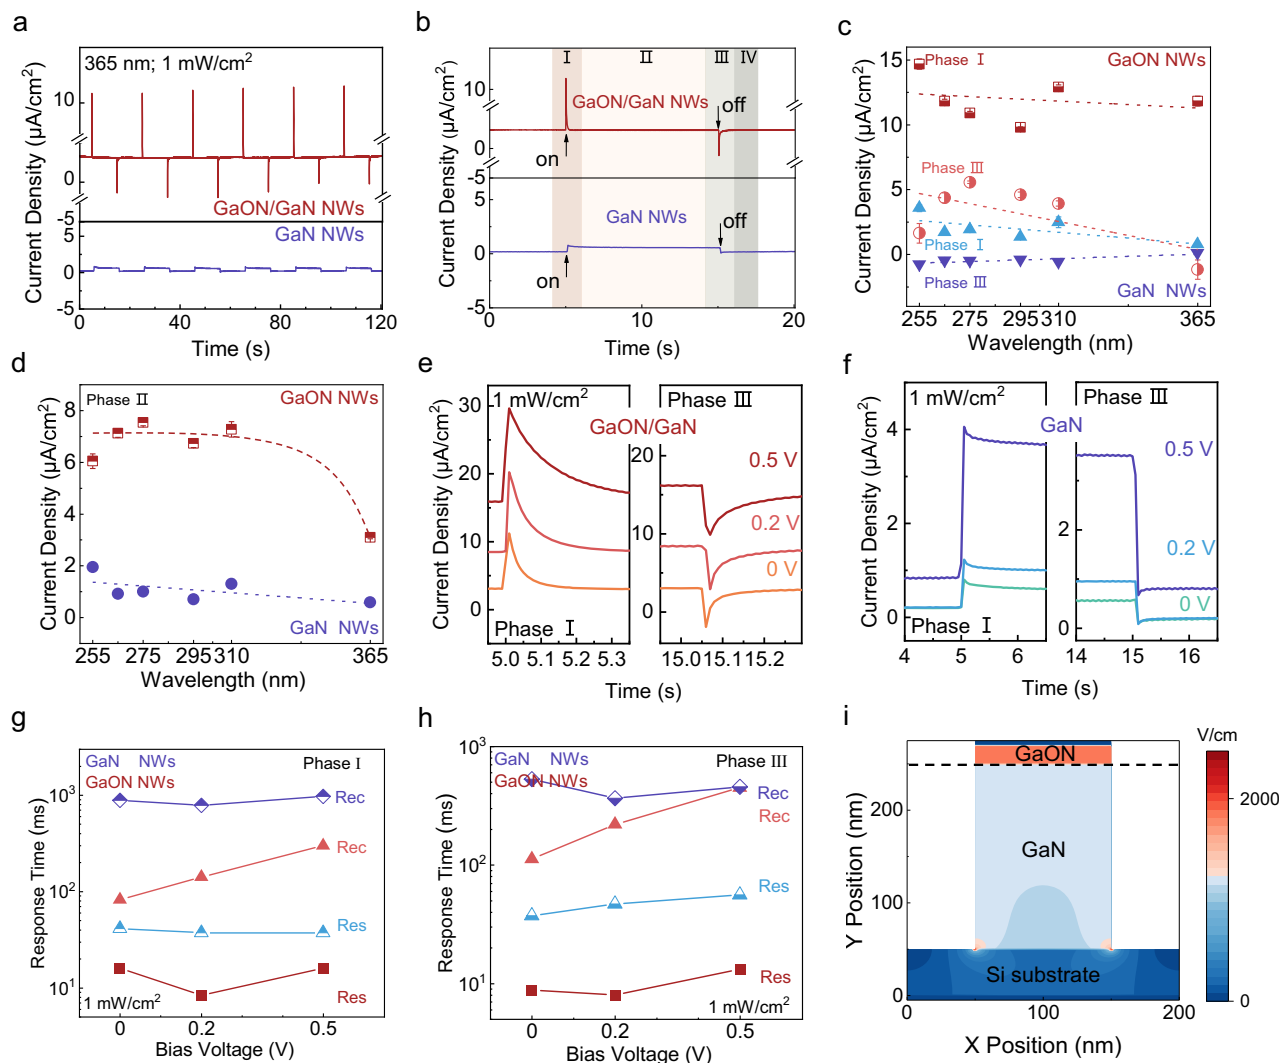 a
365 nm; 1 mW/cm²
Current Density (µA/cm²)
10
0
GaON/GaN NWs
-5
5
GaN NWs
0
-5
0 40 80 120
Time (s)
b
I II III IV
Current Density (µA/cm²)
10
GaON/GaN NWs
off
0
on
-5
5
GaN NWs
off
0
on
-5
0 10 20
Time (s)
c
Current Density (µA/cm²)
15
Phase I
GaON NWs
10
Phase III
5
Phase I
0
Phase III
GaN NWs
255 275 295 310 365
Wavelength (nm)
d
Current Density (µA/cm²)
8
Phase II
GaON NWs
6
4
2
0
GaN NWs
255 275 295 310 365
Wavelength (nm)
e
Current Density (µA/cm²)
30
1 mW/cm²
Phase III
GaON/GaN
20
20
0.5 V
10
10
0.2 V
0 V
0
0
Phase I
5.0 5.1 5.2 5.3
15.0 15.1 15.2
Time (s)
f
Current Density (µA/cm²)
1 mW/cm²
Phase III
4
GaN
0.5 V
2
2
0.2 V
0 V
0
0
Phase I
4 5 6
14 15 16
Time (s)
g
Response Time (ms)
GaN NWs
Phase I
GaON NWs
10³
Rec
Rec
10²
Res
10¹
Res
1 mW/cm²
0 0.2 0.5
Bias Voltage (V)
h
Response Time (ms)
10³
GaN NWs
Phase III
GaON NWs
Rec
Rec
10²
Res
Res
10¹
1 mW/cm²
0 0.2 0.5
Bias Voltage (V)
i
V/cm
GaON
2000
Y Position (nm)
200
GaN
100
Si substrate
0
0
0 100 200
X Position (nm)